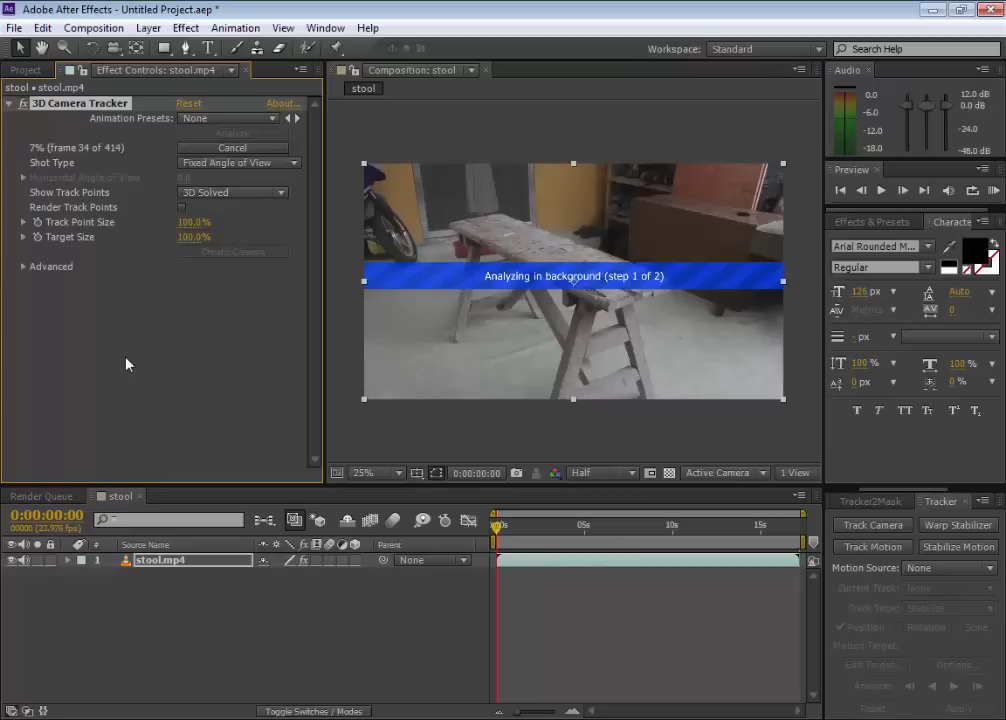 Adobe After Effects - Untitled Project.aep *
File Edit Composition Layer Effect Animation View Window Help
Workspace: Standard Search Help
Project Effect Controls: stool.mp4
stool • stool.mp4
fx 3D Camera Tracker Reset About...
Animation Presets: None
Analyze
7% (frame 34 of 414) Cancel
Shot Type Fixed Angle of View
Horizontal Angle of View 0.0
Show Track Points 3D Solved
Render Track Points
Track Point Size 100.0%
Target Size 100.0%
Create Camera
Advanced
Composition: stool
stool
Analyzing in background (step 1 of 2)
25% 0:00:00:00 Half Active Camera 1 View
Audio
0.0 12.0 dB
-6.0 0.0 dB
-12.0 -24.0
-18.0 -48.0 dB
Preview
Effects & Presets Characte
Arial Rounded M...
Regular
126 px Auto
Metrics 0
- px
100 % 100 %
0 px 0 %
T T TT Tt T¹ T₁
Render Queue stool
0:00:00:00
00000 (23.976 fps)
05s 10s 15s
# Source Name Parent
1 stool.mp4 None
Toggle Switches / Modes
Tracker2Mask Tracker
Track Camera Warp Stabilizer
Track Motion Stabilize Motion
Motion Source: None
Current Track: None
Track Type: Stabilize
Position Rotation Scale
Motion Target:
Edit Target... Options...
Analyze:
Reset Apply